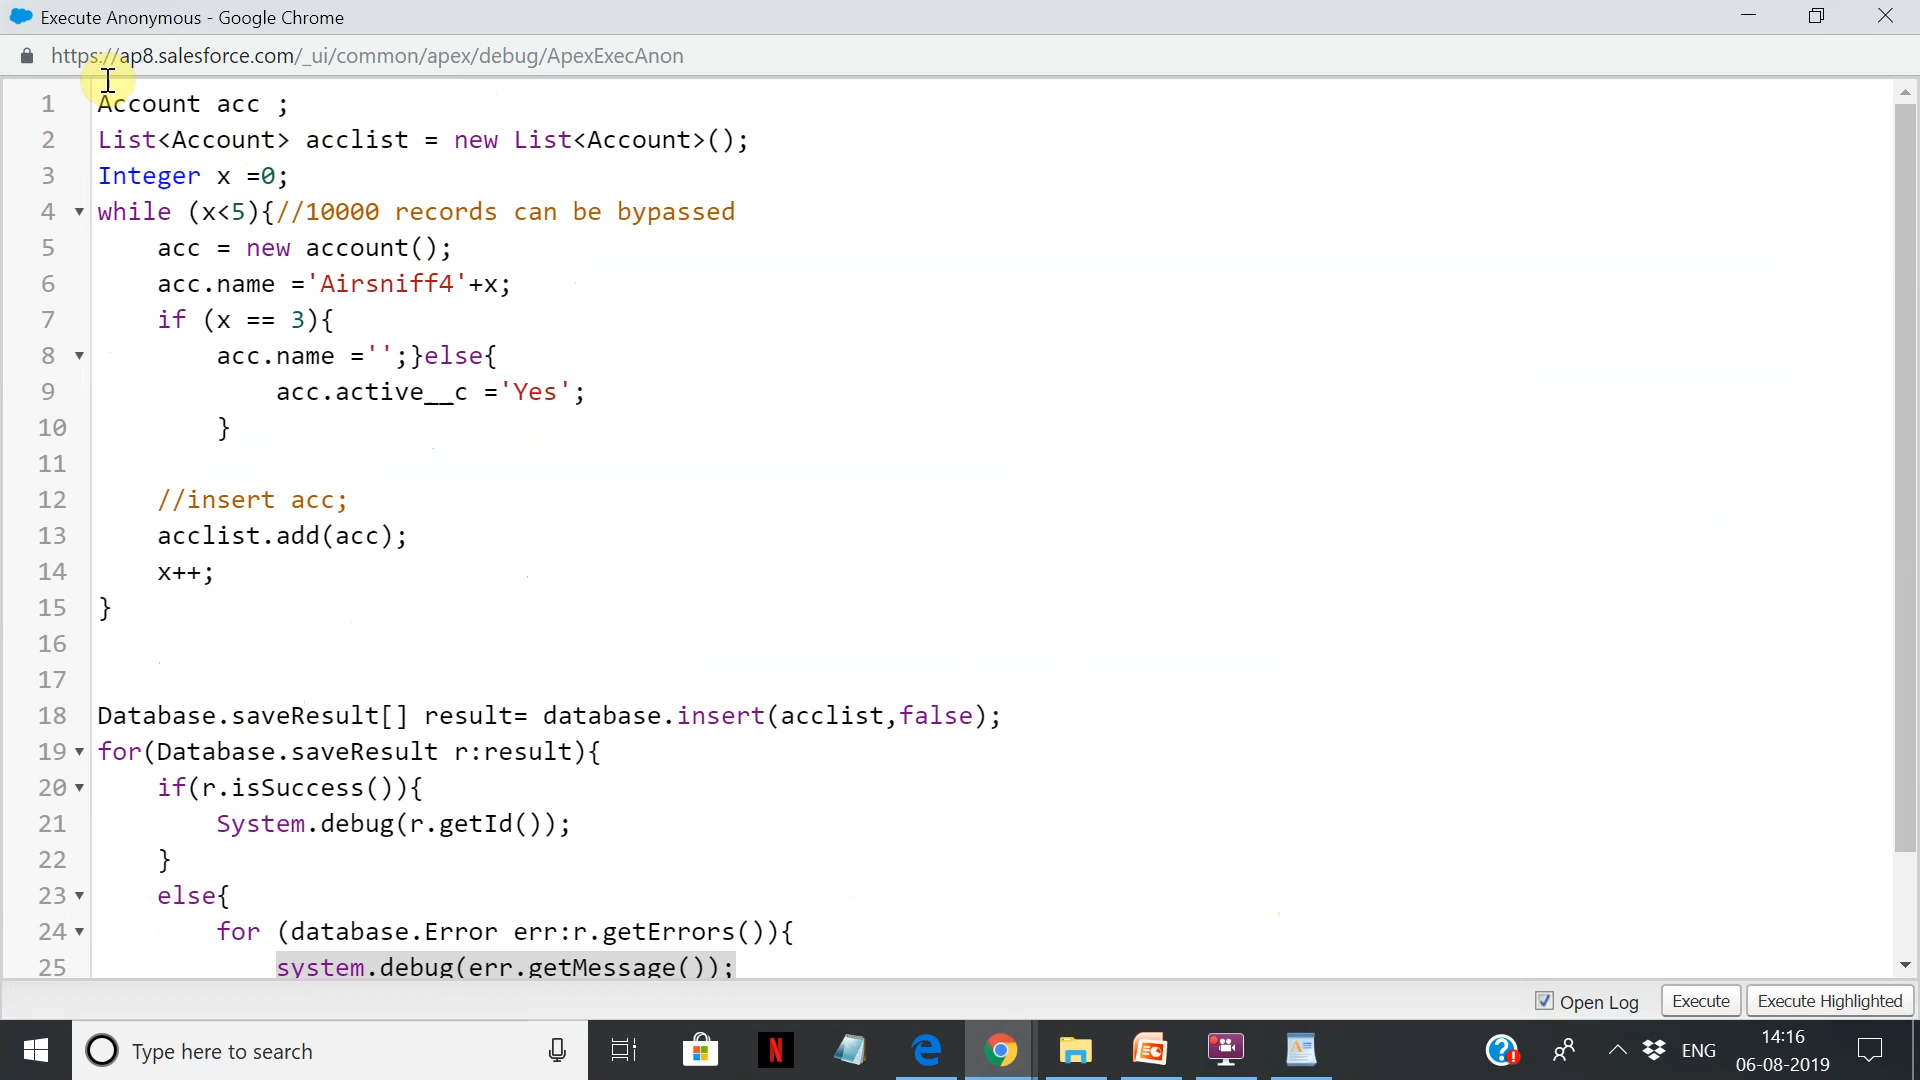 Execute Anonymous - Google Chrome
https://ap8.salesforce.com/_ui/common/apex/debug/ApexExecAnon
1 Account acc ;
2 List<Account> acclist = new List<Account>();
3 Integer x =0;
4 while (x<5){//10000 records can be bypassed
5 acc = new account();
6 acc.name ='Airsniff4'+x;
7 if (x == 3){
8 acc.name ='';}else{
9 acc.active__c ='Yes';
10 }
11
12 //insert acc;
13 acclist.add(acc);
14 x++;
15 }
16
17
18 Database.saveResult[] result= database.insert(acclist,false);
19 for(Database.saveResult r:result){
20 if(r.isSuccess()){
21 System.debug(r.getId());
22 }
23 else{
24 for (database.Error err:r.getErrors()){
25 system.debug(err.getMessage());
Open Log Execute Execute Highlighted
Type here to search
N
ENG
14:16
06-08-2019